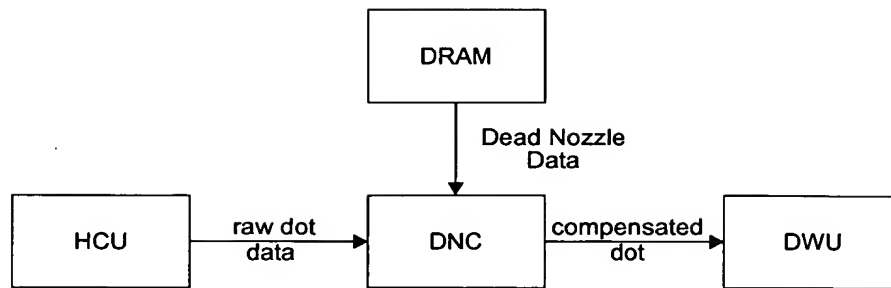 DRAM
Dead Nozzle
Data
HCU
raw dot
data
DNC
compensated
dot
DWU